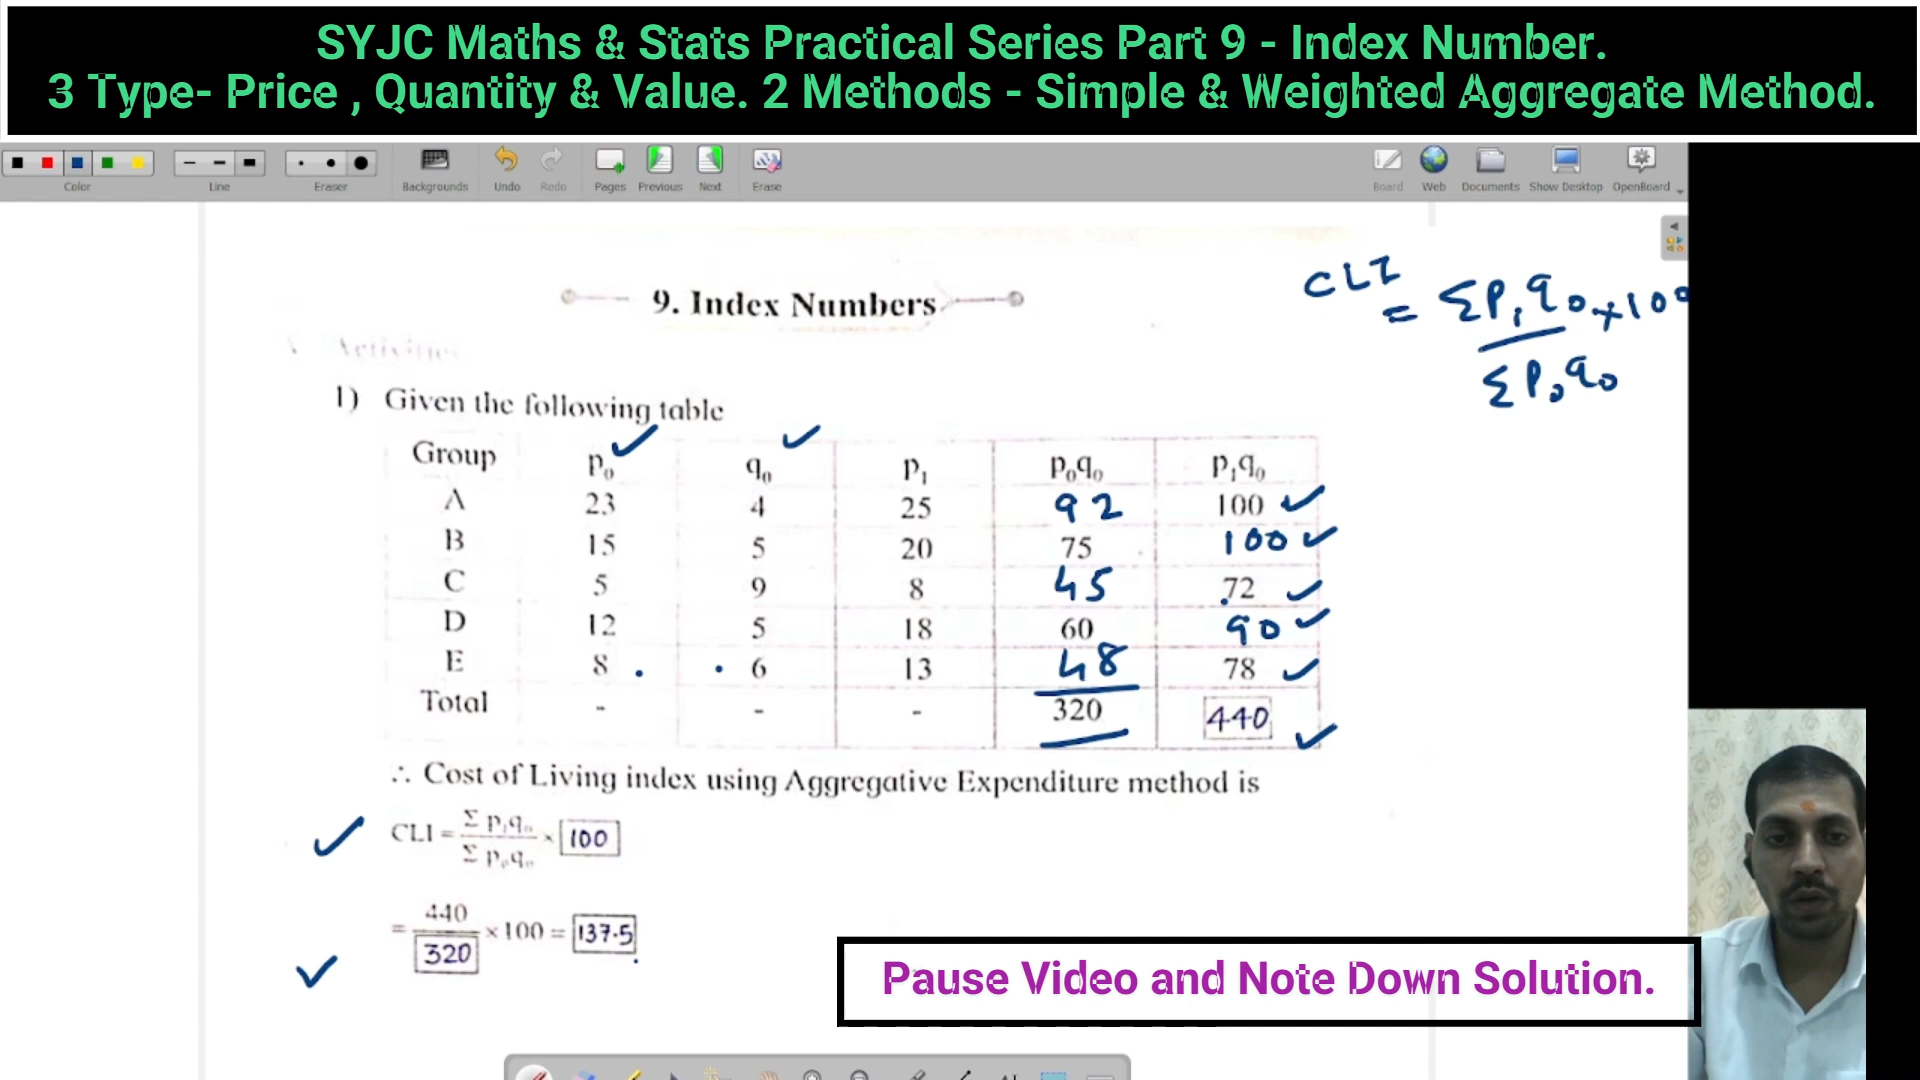 SYJC Maths & Stats Practical Series Part 9 - Index Number.
3 Type- Price , Quantity & Value. 2 Methods - Simple & Weighted Aggregate Method.
Color Line Eraser Backgrounds Undo Redo Pages Previous Next Erase Board Web Documents Show Desktop OpenBoard
9. Index Numbers
CLI
= Σp₁q₀ × 100
Σp₀q₀
Activities
1) Given the following table
Group p₀ q₀ p₁ p₀q₀ p₁q₀
A 23 4 25 92 100
B 15 5 20 75 100
C 5 9 8 45 72
D 12 5 18 60 90
E 8 6 13 48 78
Total - - - 320 440
∴ Cost of Living index using Aggregative Expenditure method is
CLI = Σ p₁q₀ / Σ p₀q₀ × 100
= 440 / 320 × 100 = 137.5
Pause Video and Note Down Solution.